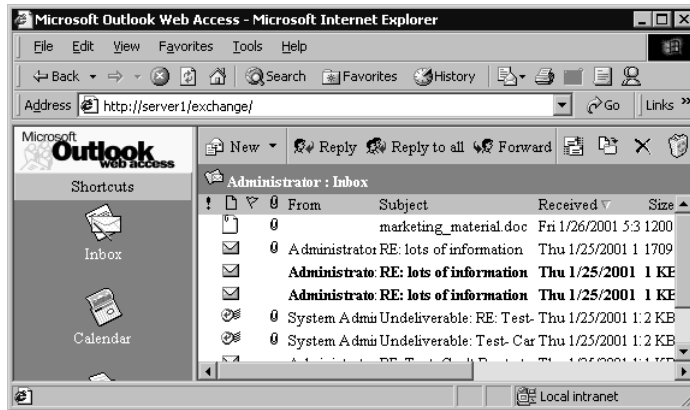 Microsoft Outlook Web Access - Microsoft Internet Explorer
File Edit View Favorites Tools Help
Back Search Favorites History
Address http://server1/exchange/ Go Links »
Microsoft
Outlook
web access
New Reply Reply to all Forward
Shortcuts
Administrator : Inbox
! From Subject Received Size
marketing_material.doc Fri 1/26/2001 5:3 1200
Inbox
Administrator RE: lots of information Thu 1/25/2001 1 1709
Administrato: RE: lots of information Thu 1/25/2001 1 KE
Administrato: RE: lots of information Thu 1/25/2001 1 KE
System Admi Undeliverable: RE: Test- Thu 1/25/2001 1: 2 KB
Calendar
System Admi Undeliverable: Test- Car Thu 1/25/2001 1: 2 KB
Local intranet